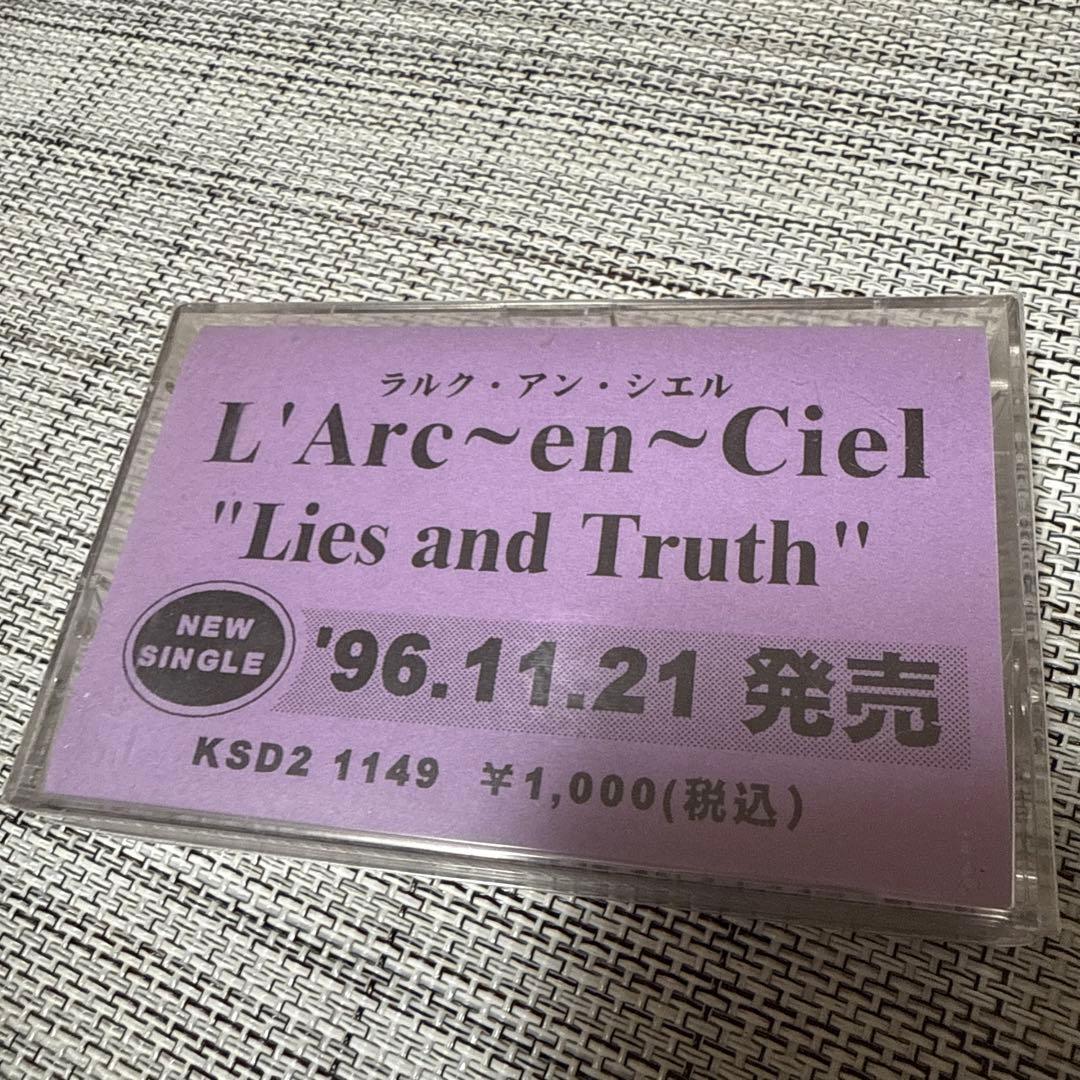 ラルク・アン・シエル
L'Arc~en~Ciel
"Lies and Truth"
NEW
SINGLE
'96.11.21 発売
KSD2 1149 ¥1,000(税込)